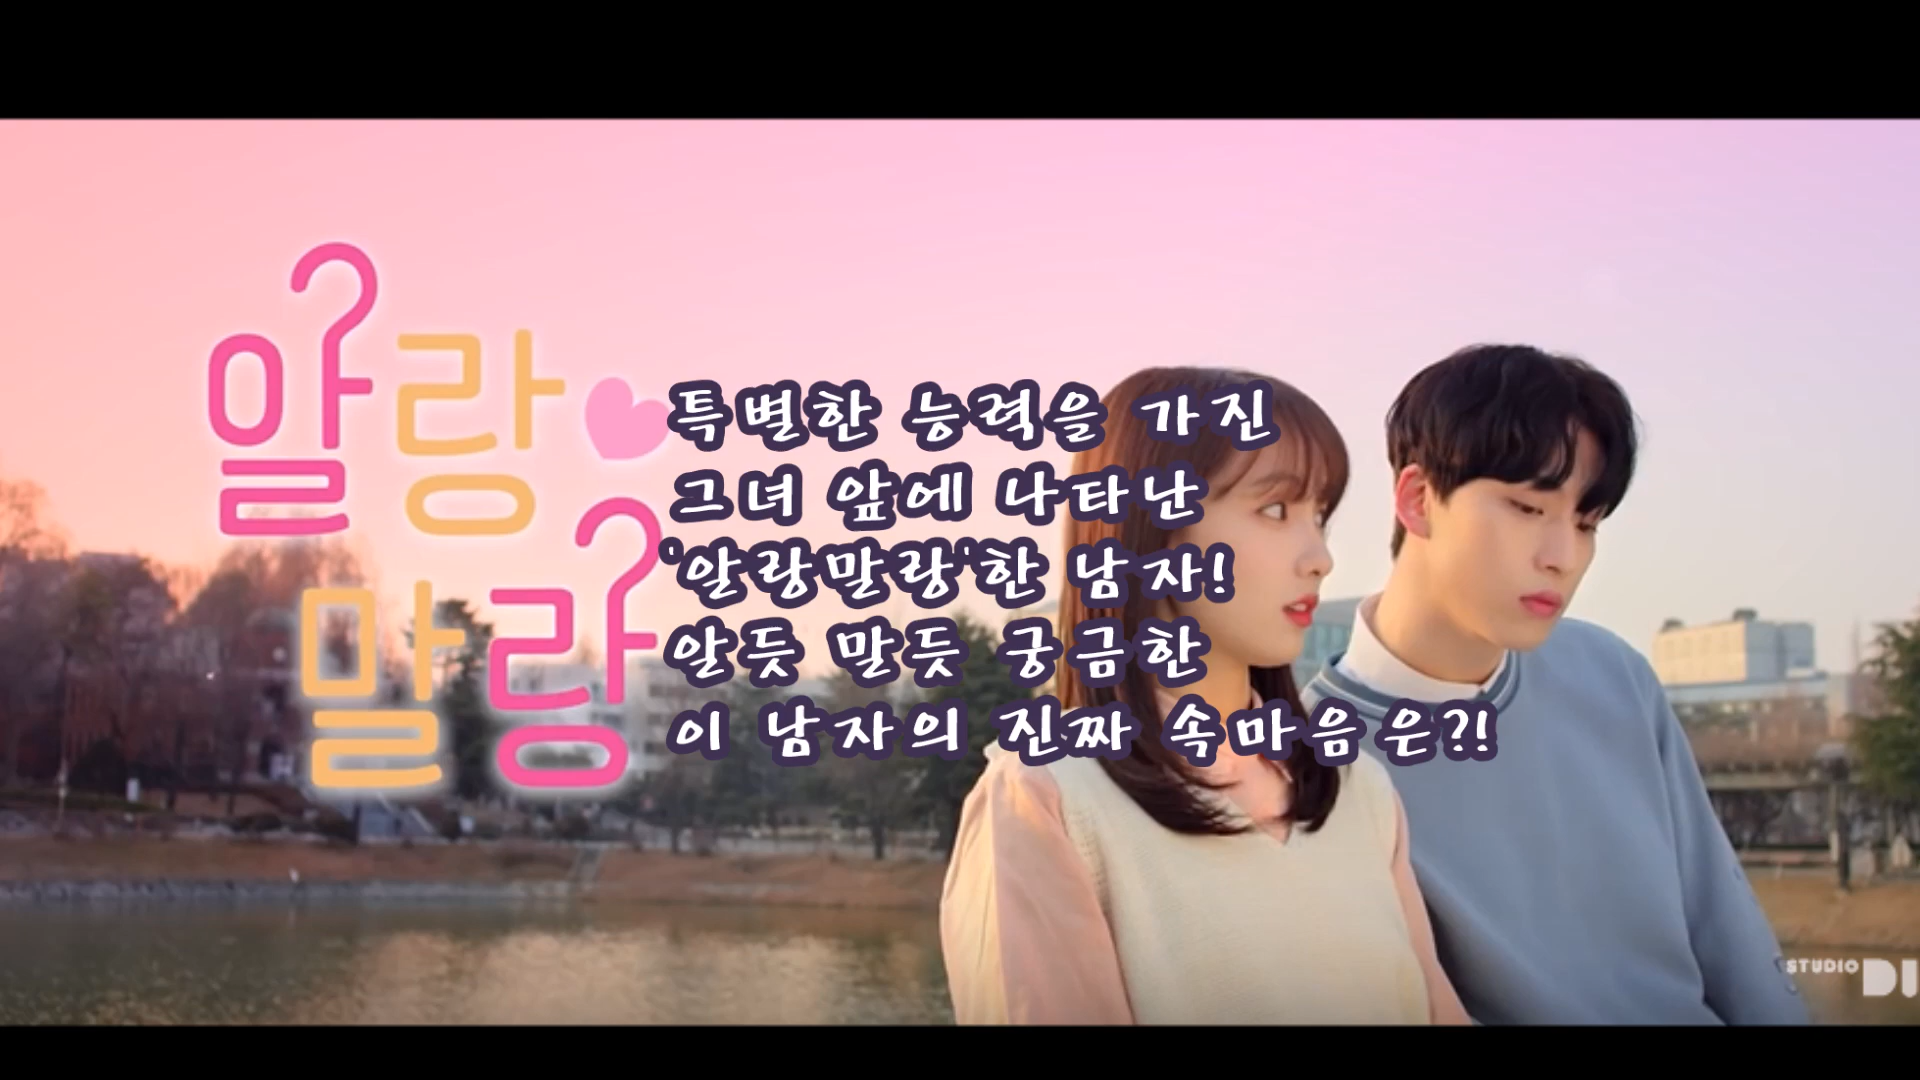 알랑
말랑
특별한 능력을 가진
그녀 앞에 나타난
'알랑말랑'한 남자!
알듯 말듯 궁금한
이 남자의 진짜 속마음은?!
STUDIO